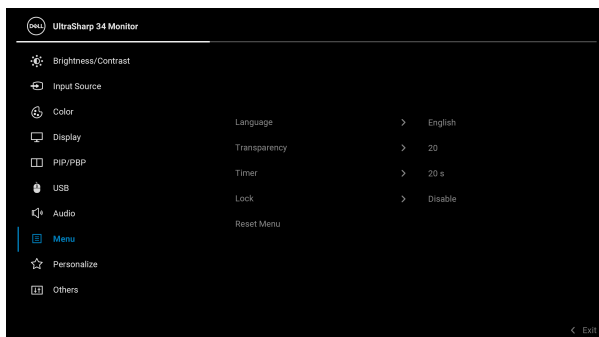 DELL UltraSharp 34 Monitor
Brightness/Contrast
Input Source
Color
Display
PIP/PBP
USB
Audio
Menu
Personalize
Others
Language > English
Transparency > 20
Timer > 20 s
Lock > Disable
Reset Menu
< Exit